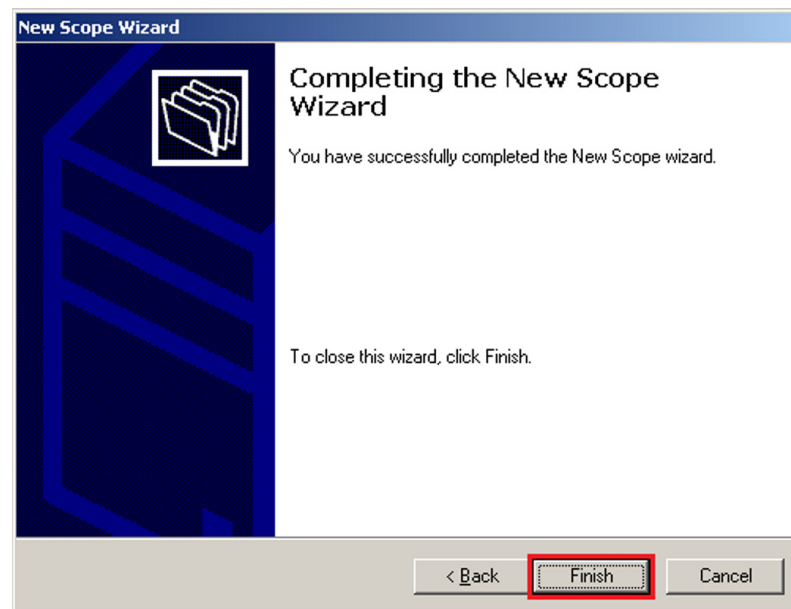 New Scope Wizard
Completing the New Scope
Wizard
You have successfully completed the New Scope wizard.
To close this wizard, click Finish.
< Back
Finish
Cancel